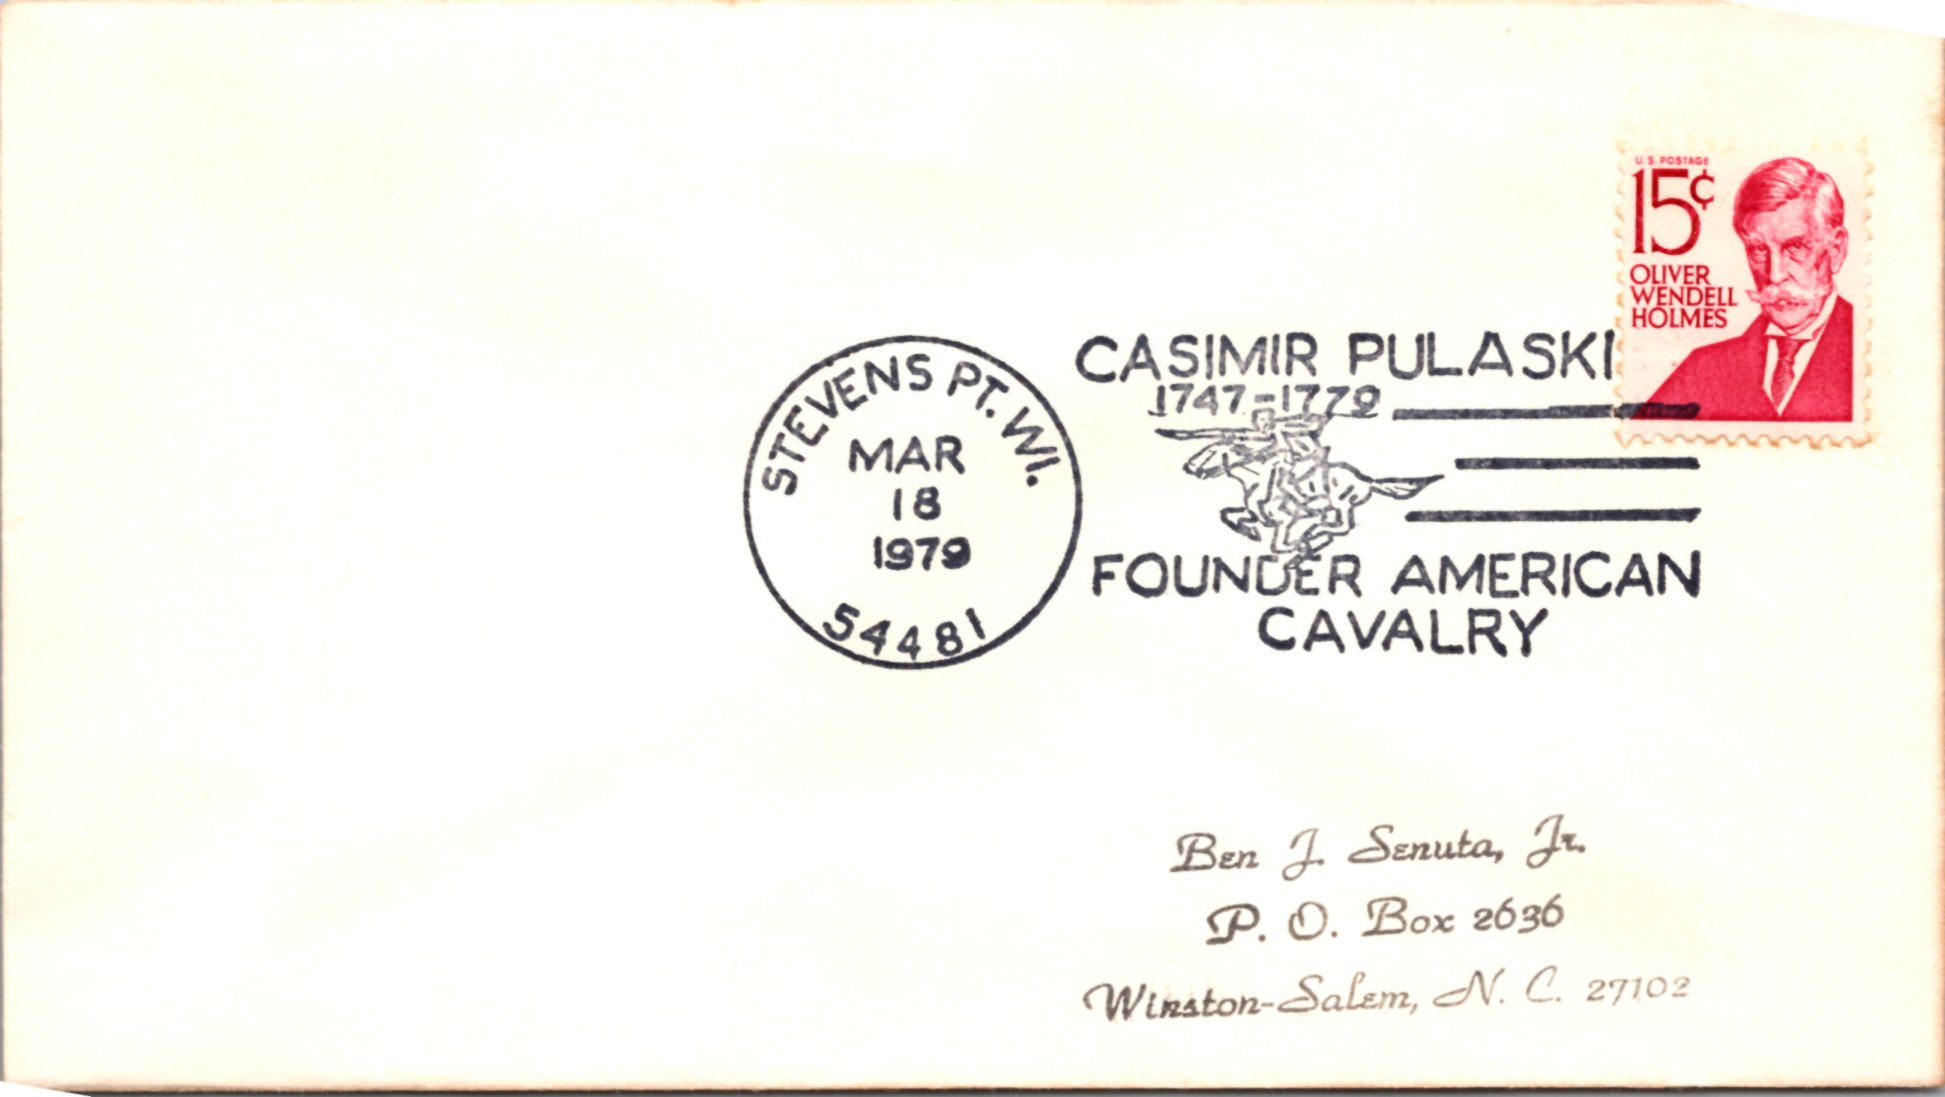 U.S. POSTAGE
15¢
OLIVER
WENDELL
HOLMES
STEVENS PT. WI.
MAR
18
1979
54481
CASIMIR PULASKI
1747-1779
FOUNDER AMERICAN
CAVALRY
Ben J. Senuta, Jr.
P. O. Box 2636
Winston-Salem, N. C. 27102